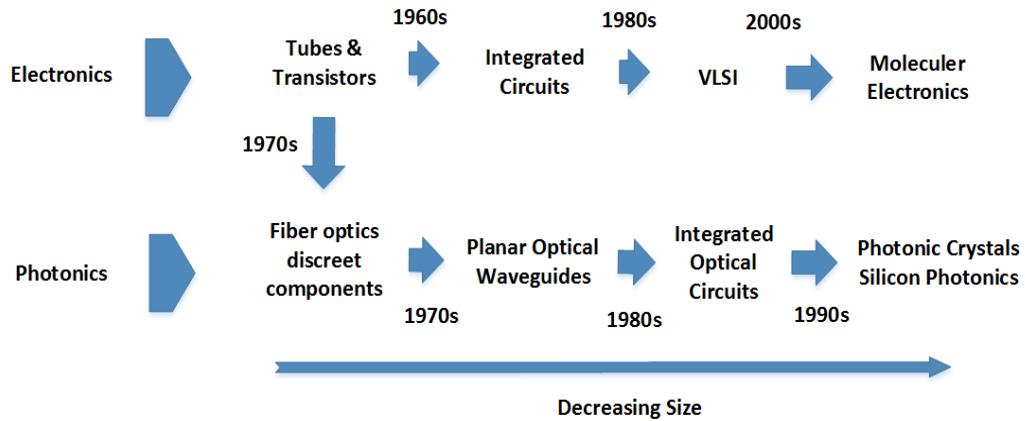 1960s
1980s
2000s
Electronics
Tubes &
Transistors
Integrated
Circuits
VLSI
Moleculer
Electronics
1970s
Photonics
Fiber optics
discreet
components
Planar Optical
Waveguides
Integrated
Optical
Circuits
Photonic Crystals
Silicon Photonics
1970s
1980s
1990s
Decreasing Size